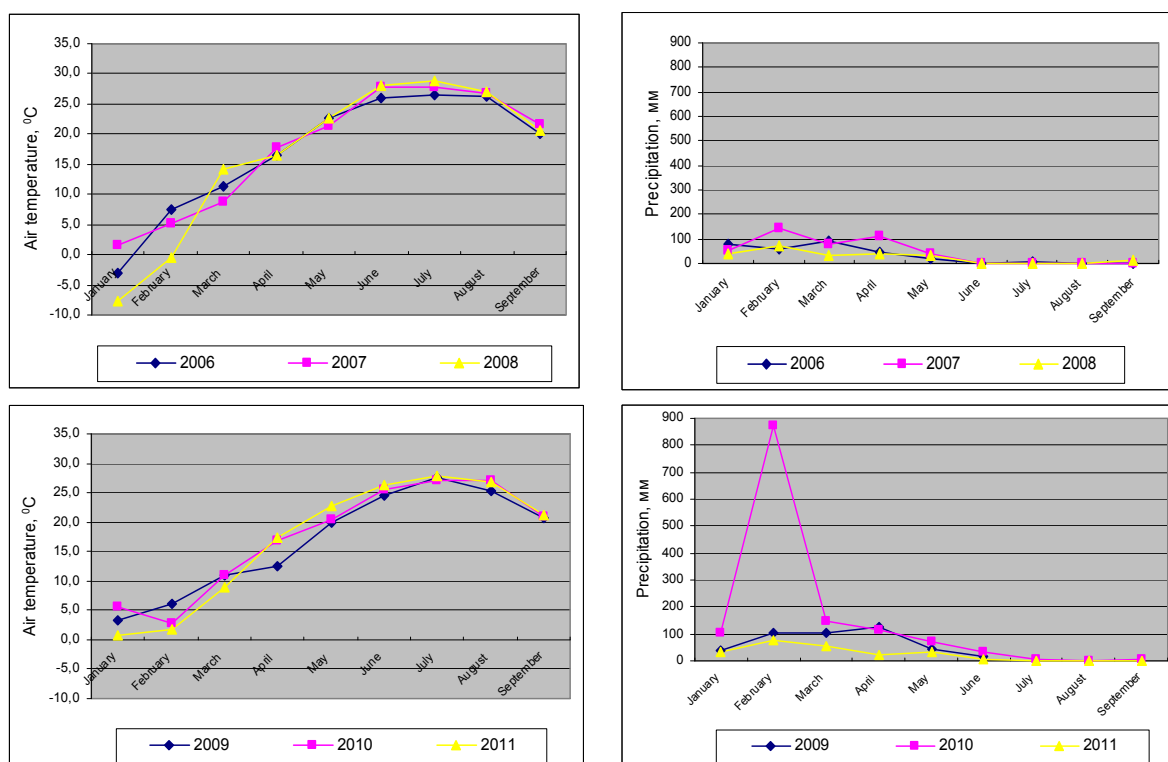 Air temperature, ⁰C
35,0
30,0
25,0
20,0
15,0
10,0
5,0
0,0
-5,0
-10,0
January
February
March
April
May
June
July
August
September
2006
2007
2008
Precipitation, мм
900
800
700
600
500
400
300
200
100
0
January
February
March
April
May
June
July
August
September
2006
2007
2008
Air temperature, ⁰C
35,0
30,0
25,0
20,0
15,0
10,0
5,0
0,0
-5,0
-10,0
January
February
March
April
May
June
July
August
September
2009
2010
2011
Precipitation, мм
900
800
700
600
500
400
300
200
100
0
January
February
March
April
May
June
July
August
September
2009
2010
2011